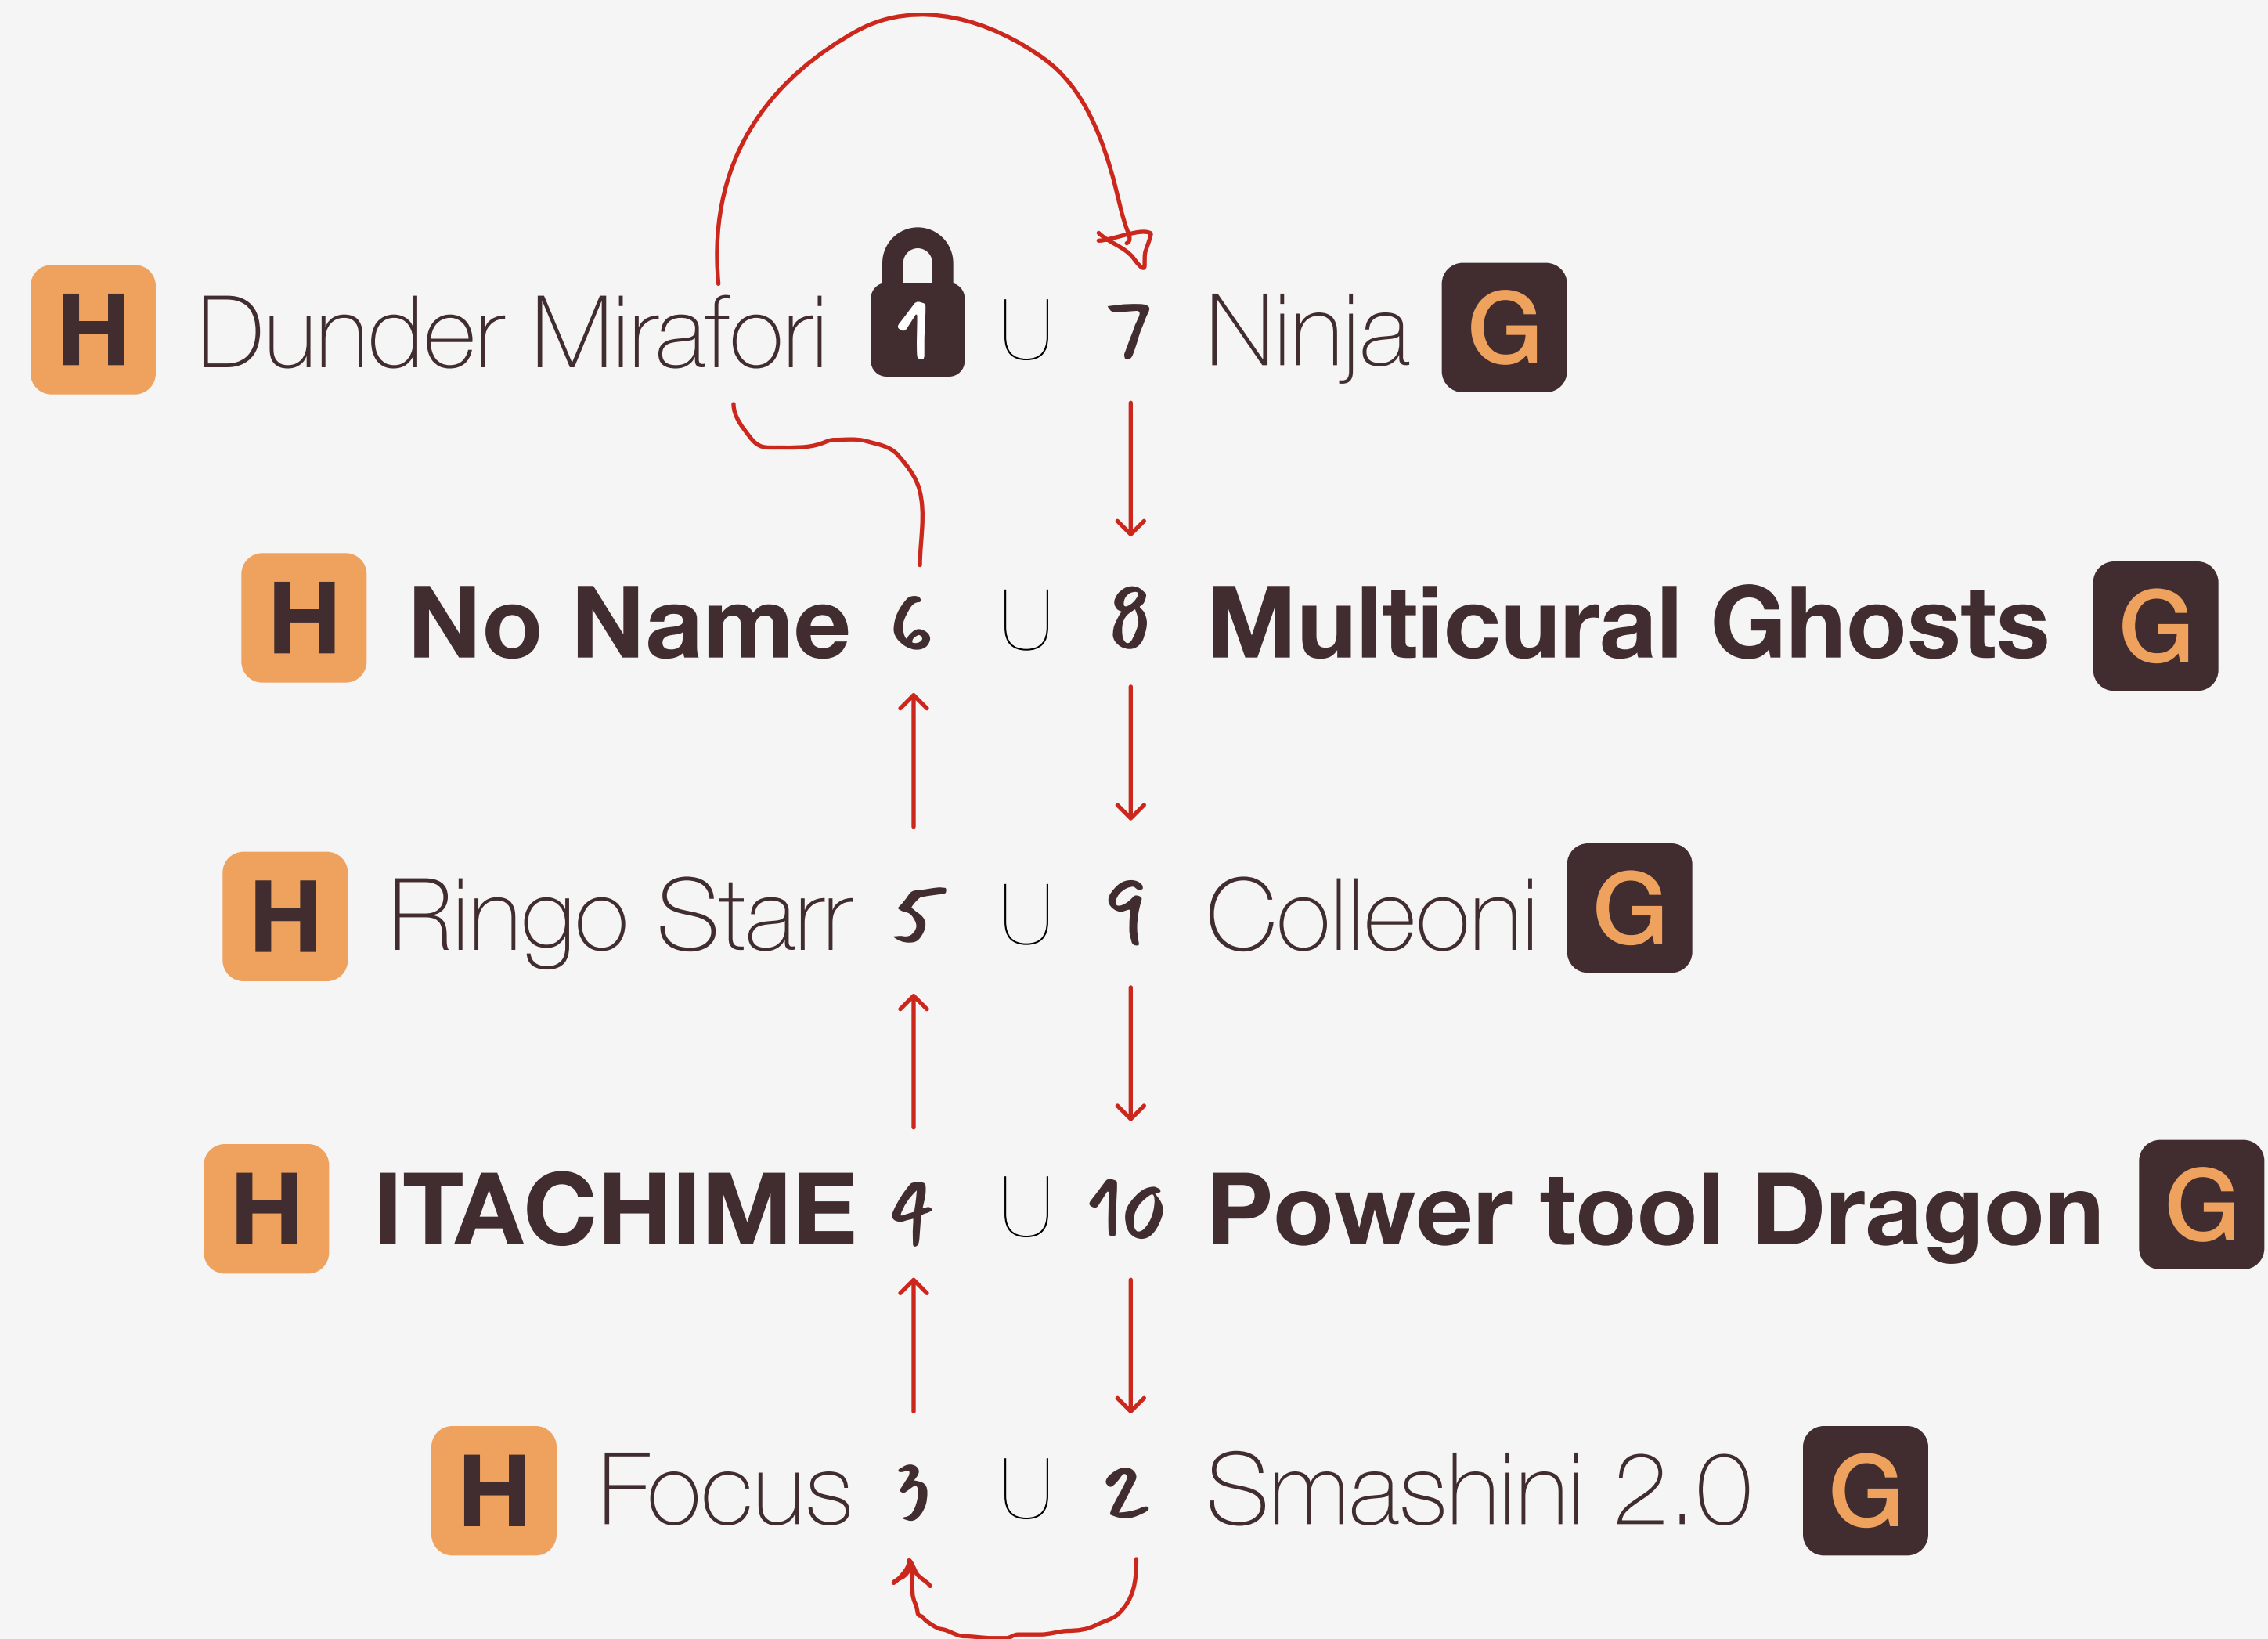 H Dunder Mirafori 1 U 7 Ninja G
H No Name 6 U 8 Multicural Ghosts G
H Ringo Starr 5 U 9 Colleoni G
H ITACHIME 4 U 10 Power tool Dragon G
H Focus 3 U 2 Smashini 2.0 G